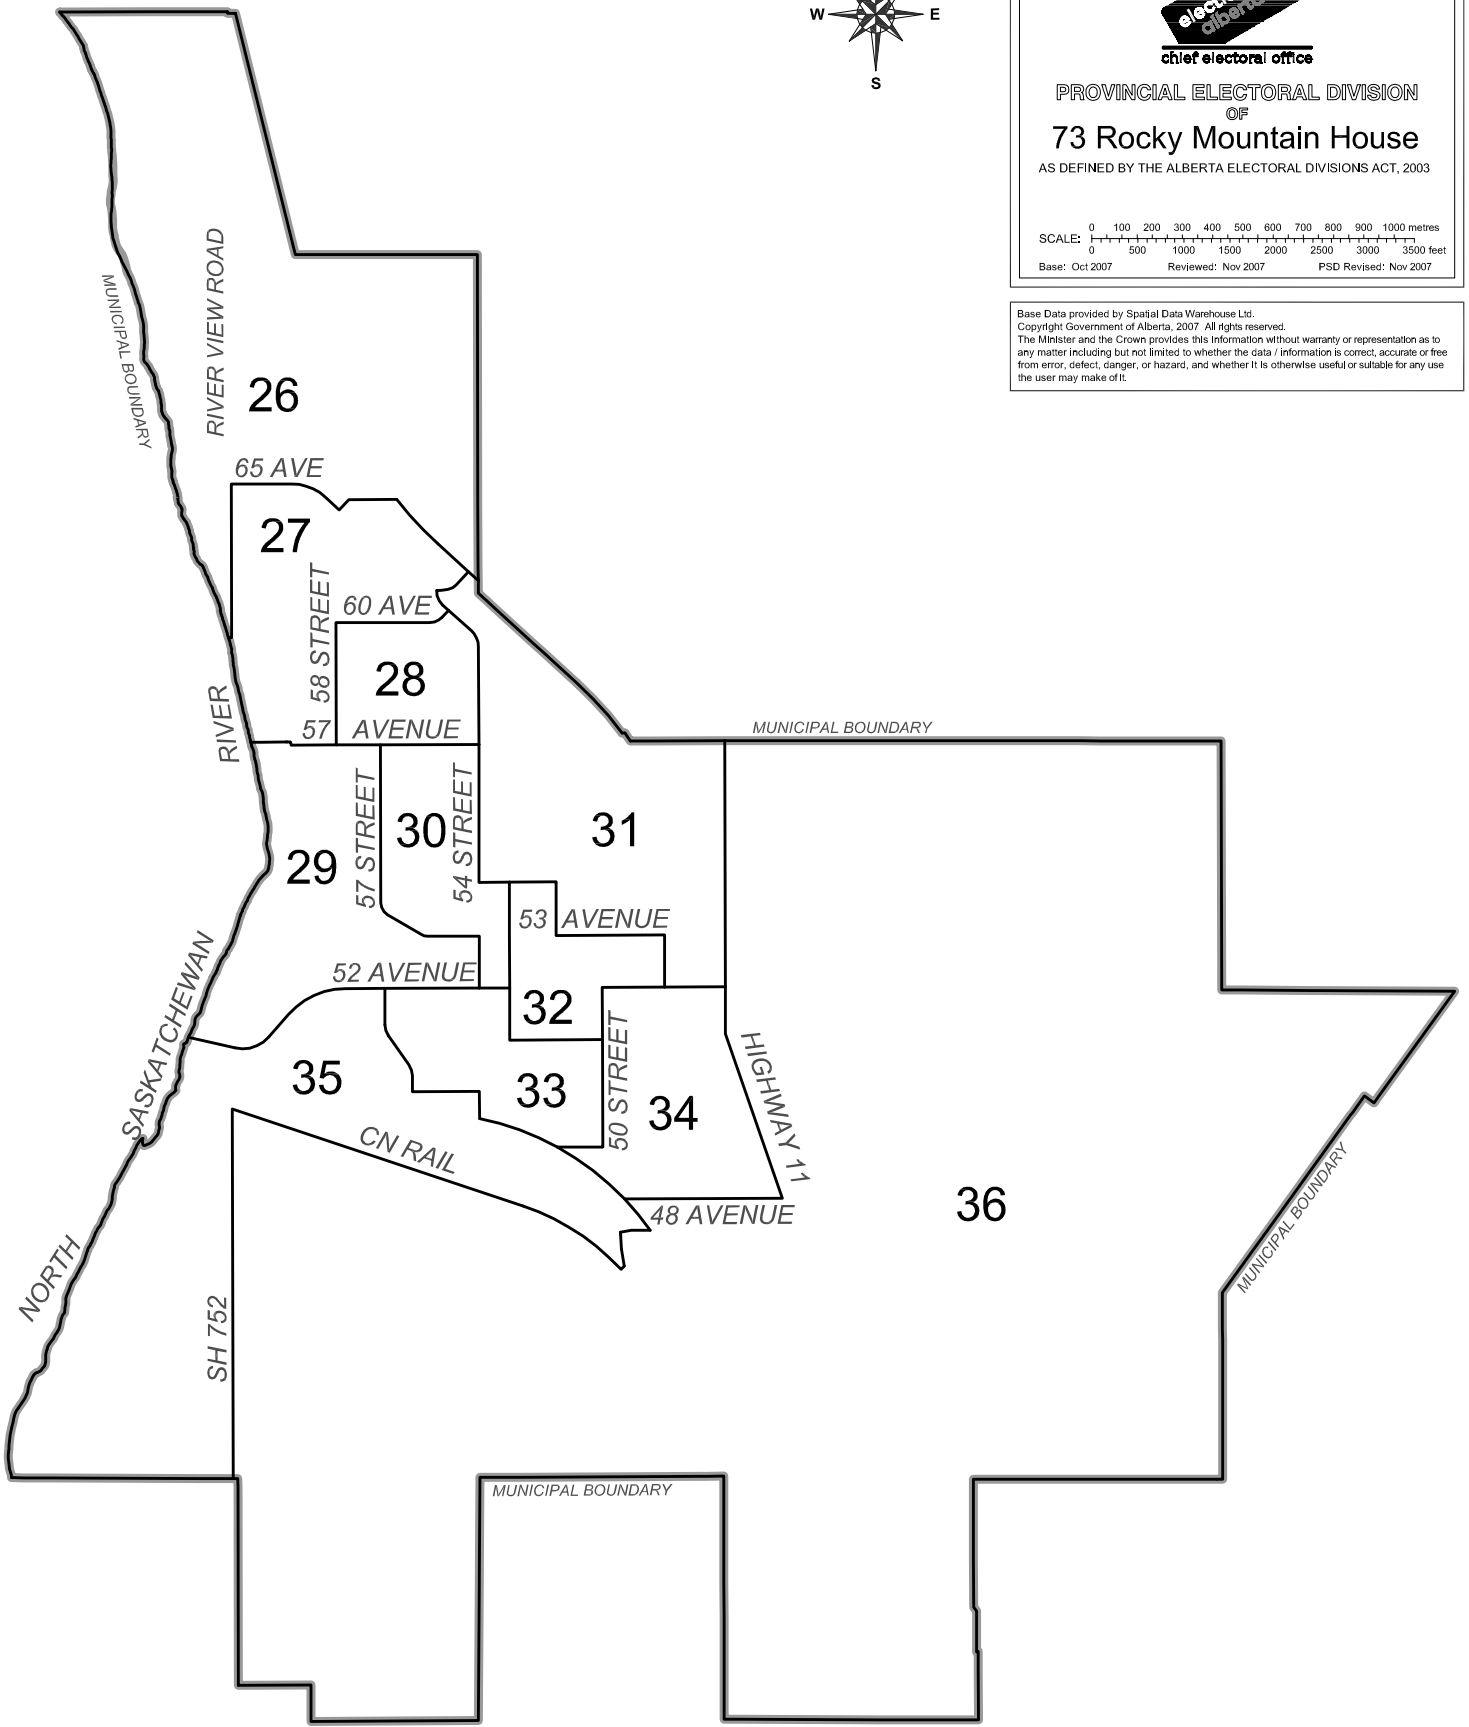 W
E
S
chief electoral office
PROVINCIAL ELECTORAL DIVISION
OF
73 Rocky Mountain House
AS DEFINED BY THE ALBERTA ELECTORAL DIVISIONS ACT, 2003
SCALE:
0 100 200 300 400 500 600 700 800 900 1000 metres
0 500 1000 1500 2000 2500 3000 3500 feet
Base: Oct 2007 Reviewed: Nov 2007 PSD Revised: Nov 2007
Base Data provided by Spatial Data Warehouse Ltd.
Copyright Government of Alberta, 2007 All rights reserved.
The Minister and the Crown provides this information without warranty or representation as to
any matter including but not limited to whether the data / information is correct, accurate or free
from error, defect, danger, or hazard, and whether it is otherwise useful or suitable for any use
the user may make of it.
MUNICIPAL BOUNDARY
RIVER VIEW ROAD
26
65 AVE
27
58 STREET
60 AVE
28
RIVER
57 AVENUE
MUNICIPAL BOUNDARY
57 STREET
30
54 STREET
31
29
53 AVENUE
52 AVENUE
SASKATCHEWAN
32
35
33
50 STREET
34
HIGHWAY 11
CN RAIL
48 AVENUE
36
MUNICIPAL BOUNDARY
NORTH
SH 752
MUNICIPAL BOUNDARY